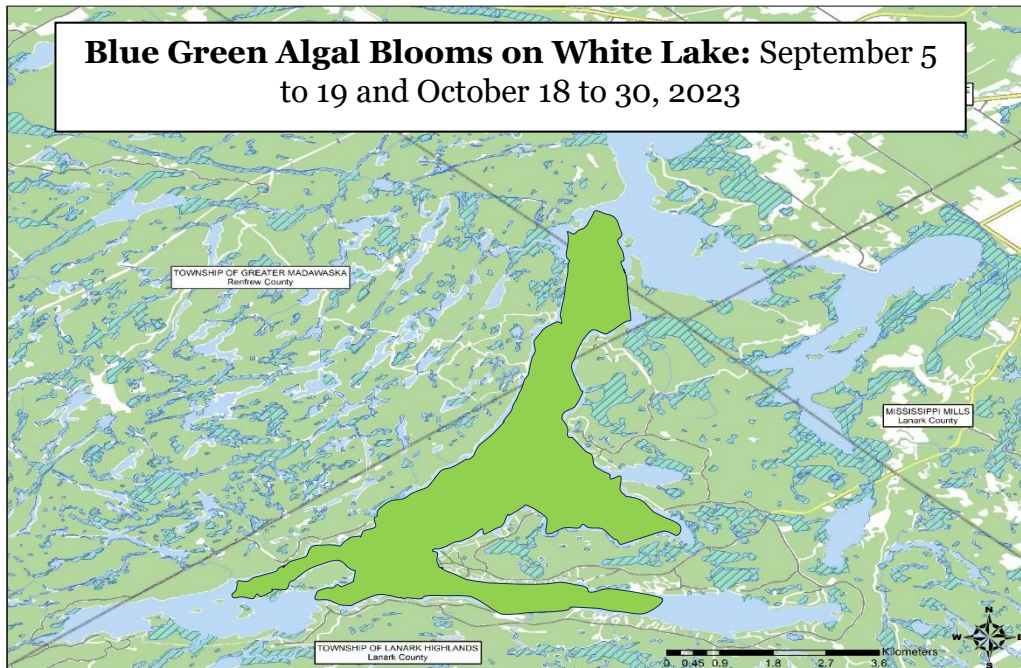 Blue Green Algal Blooms on White Lake: September 5
to 19 and October 18 to 30, 2023
TOWNSHIP OF GREATER MADAWASKA
Renfrew County
MISSISSIPPI MILLS
Lanark County
TOWNSHIP OF LANARK HIGHLANDS
Lanark County
N
W E
S
Kilometers
0 0.45 0.9 1.8 2.7 3.6